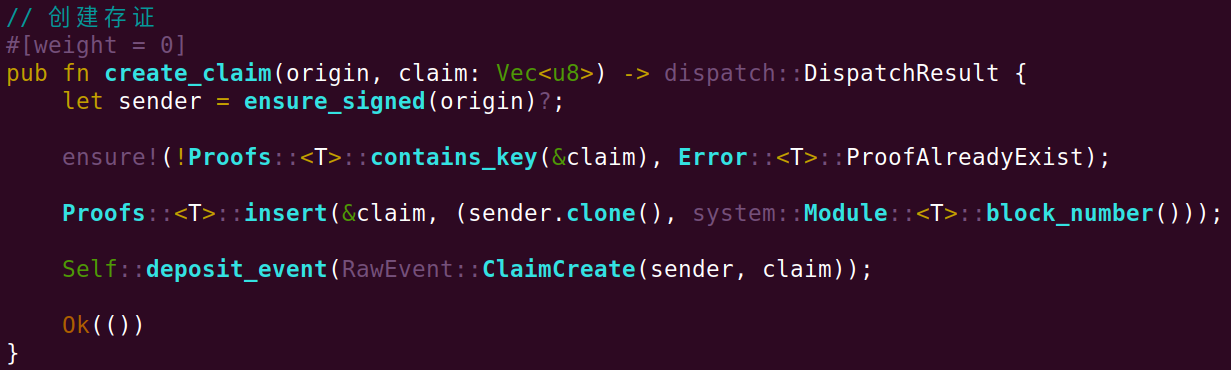 // 创建存证
#[weight = 0]
pub fn create_claim(origin, claim: Vec<u8>) -> dispatch::DispatchResult {
    let sender = ensure_signed(origin)?;
    ensure!(!Proofs::<T>::contains_key(&claim), Error::<T>::ProofAlreadyExist);
    Proofs::<T>::insert(&claim, (sender.clone(), system::Module::<T>::block_number()));
    Self::deposit_event(RawEvent::ClaimCreate(sender, claim));
    Ok(())
}